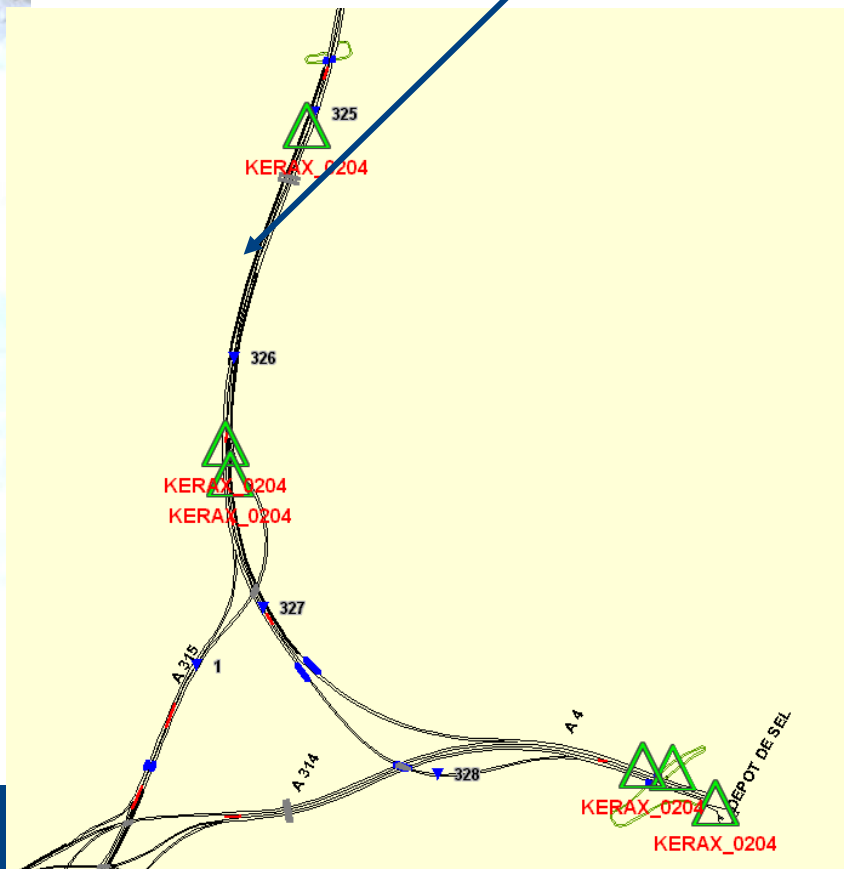 325
KERAX_0204
326
KERAX_0204
KERAX_0204
327
1
A 315
A 4
328
A 314
DEPOT DE SEL
KERAX_0204
KERAX_0204